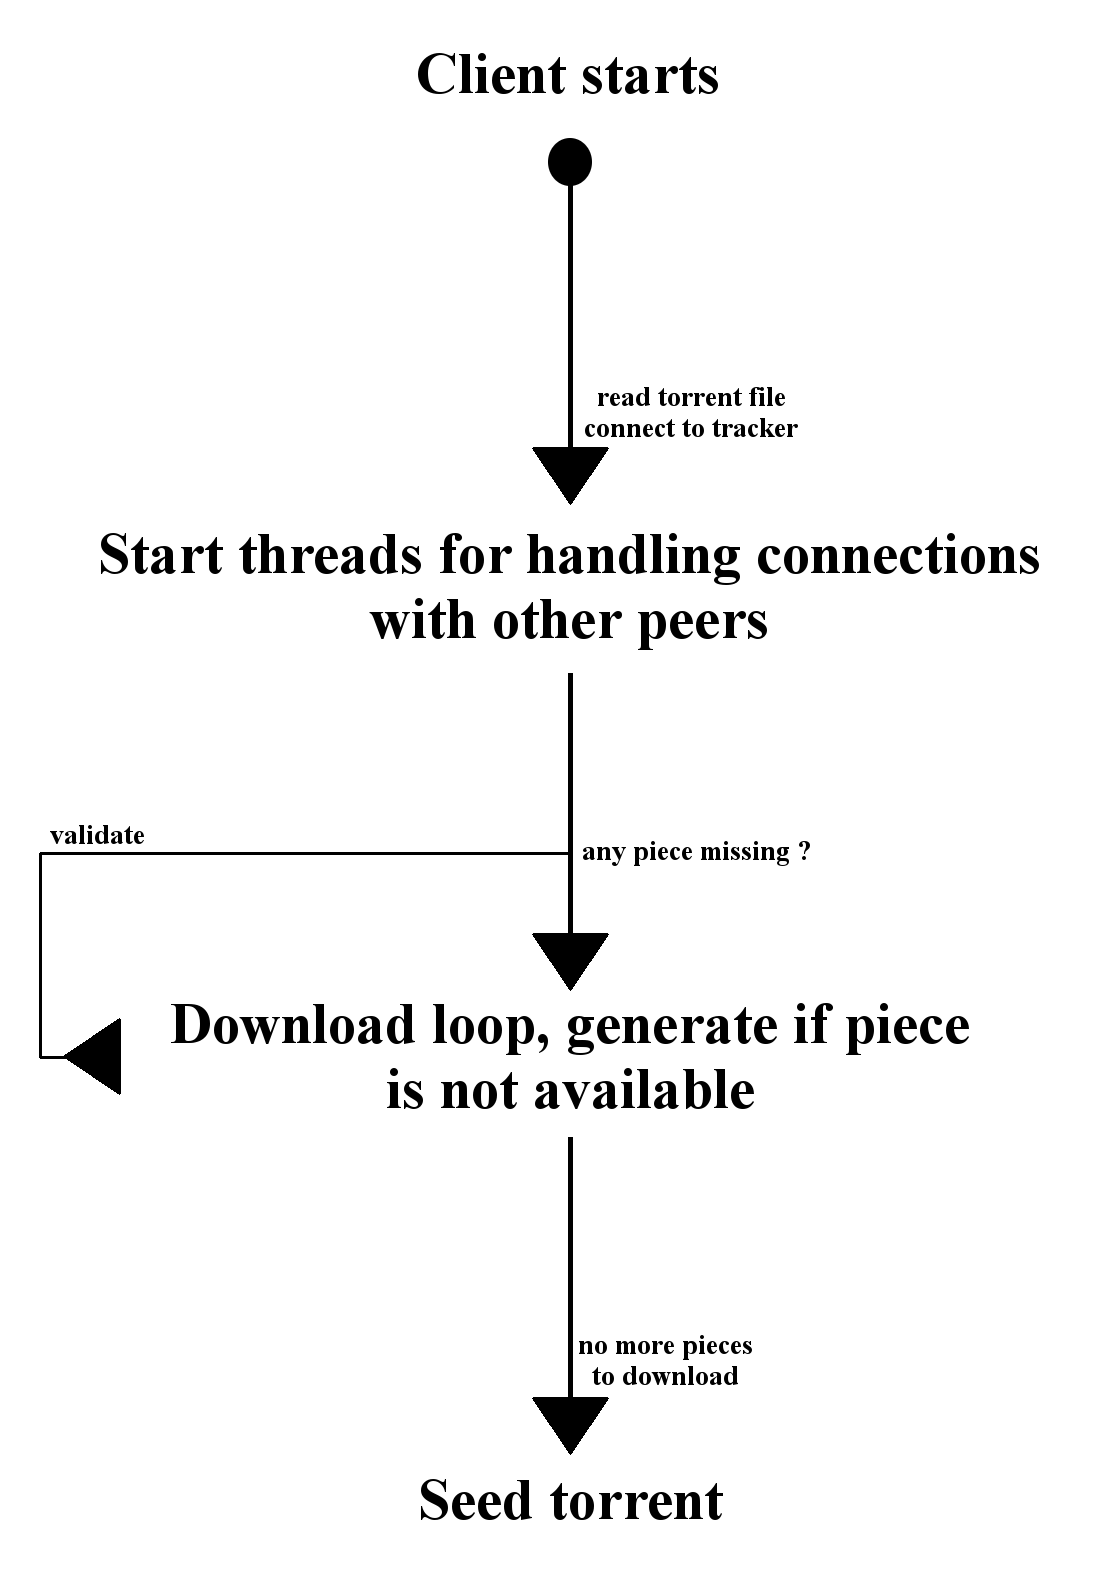 Client starts
read torrent file
connect to tracker
Start threads for handling connections
with other peers
validate
any piece missing ?
Download loop, generate if piece
is not available
no more pieces
to download
Seed torrent